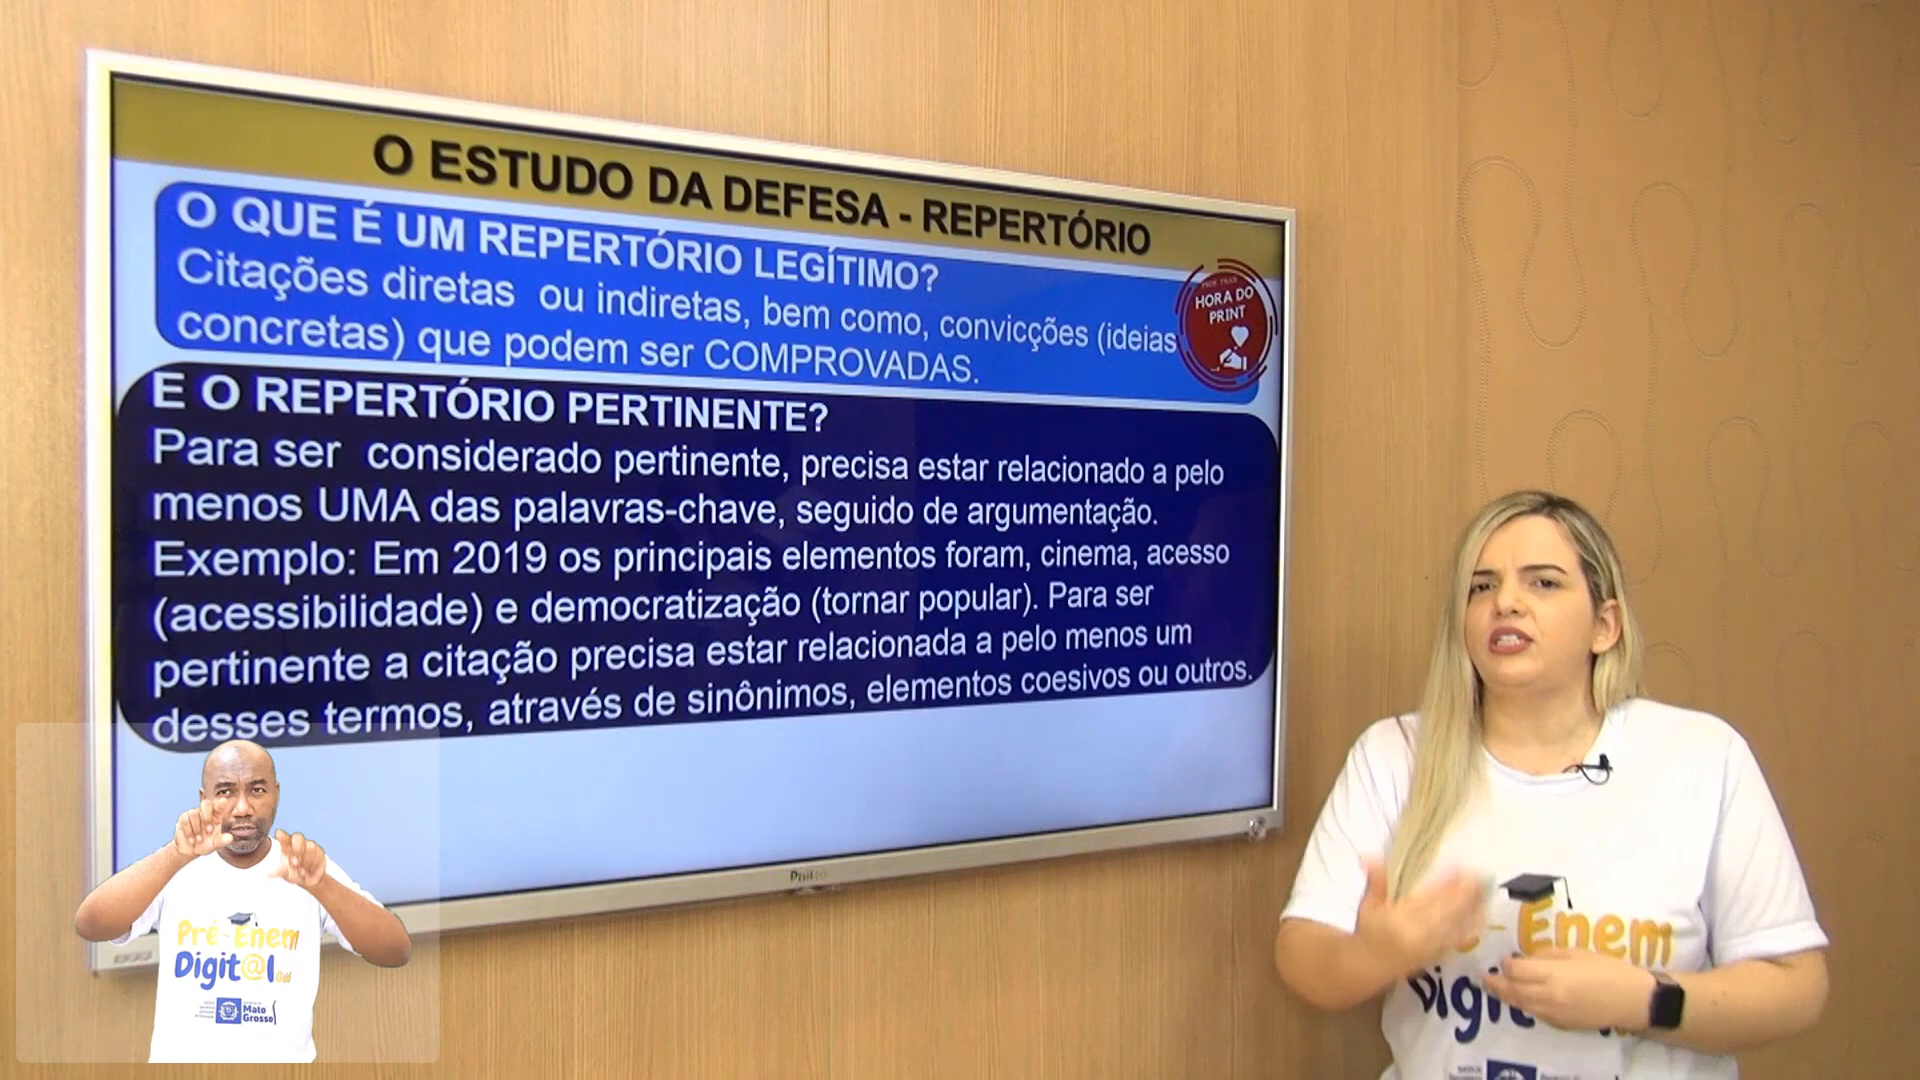 O ESTUDO DA DEFESA - REPERTÓRIO
O QUE É UM REPERTÓRIO LEGÍTIMO?
Citações diretas ou indiretas, bem como, convicções (ideias
concretas) que podem ser COMPROVADAS.
HORA DO
PRINT
E O REPERTÓRIO PERTINENTE?
Para ser considerado pertinente, precisa estar relacionado a pelo
menos UMA das palavras-chave, seguido de argumentação.
Exemplo: Em 2019 os principais elementos foram, cinema, acesso
(acessibilidade) e democratização (tornar popular). Para ser
pertinente a citação precisa estar relacionada a pelo menos um
desses termos, através de sinônimos, elementos coesivos ou outros.
Philco
Pré-Enem
Digit@l
Mato
Grosso
Enem